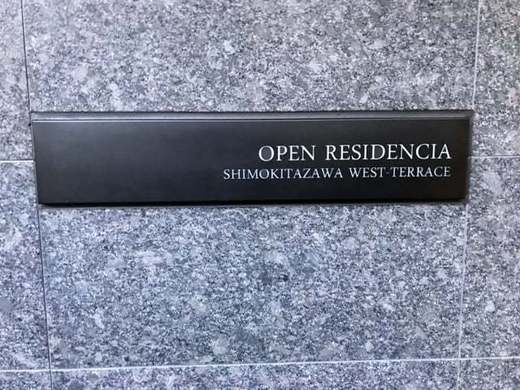 OPEN RESIDENCIA
SHIMOKITAZAWA WEST-TERRACE